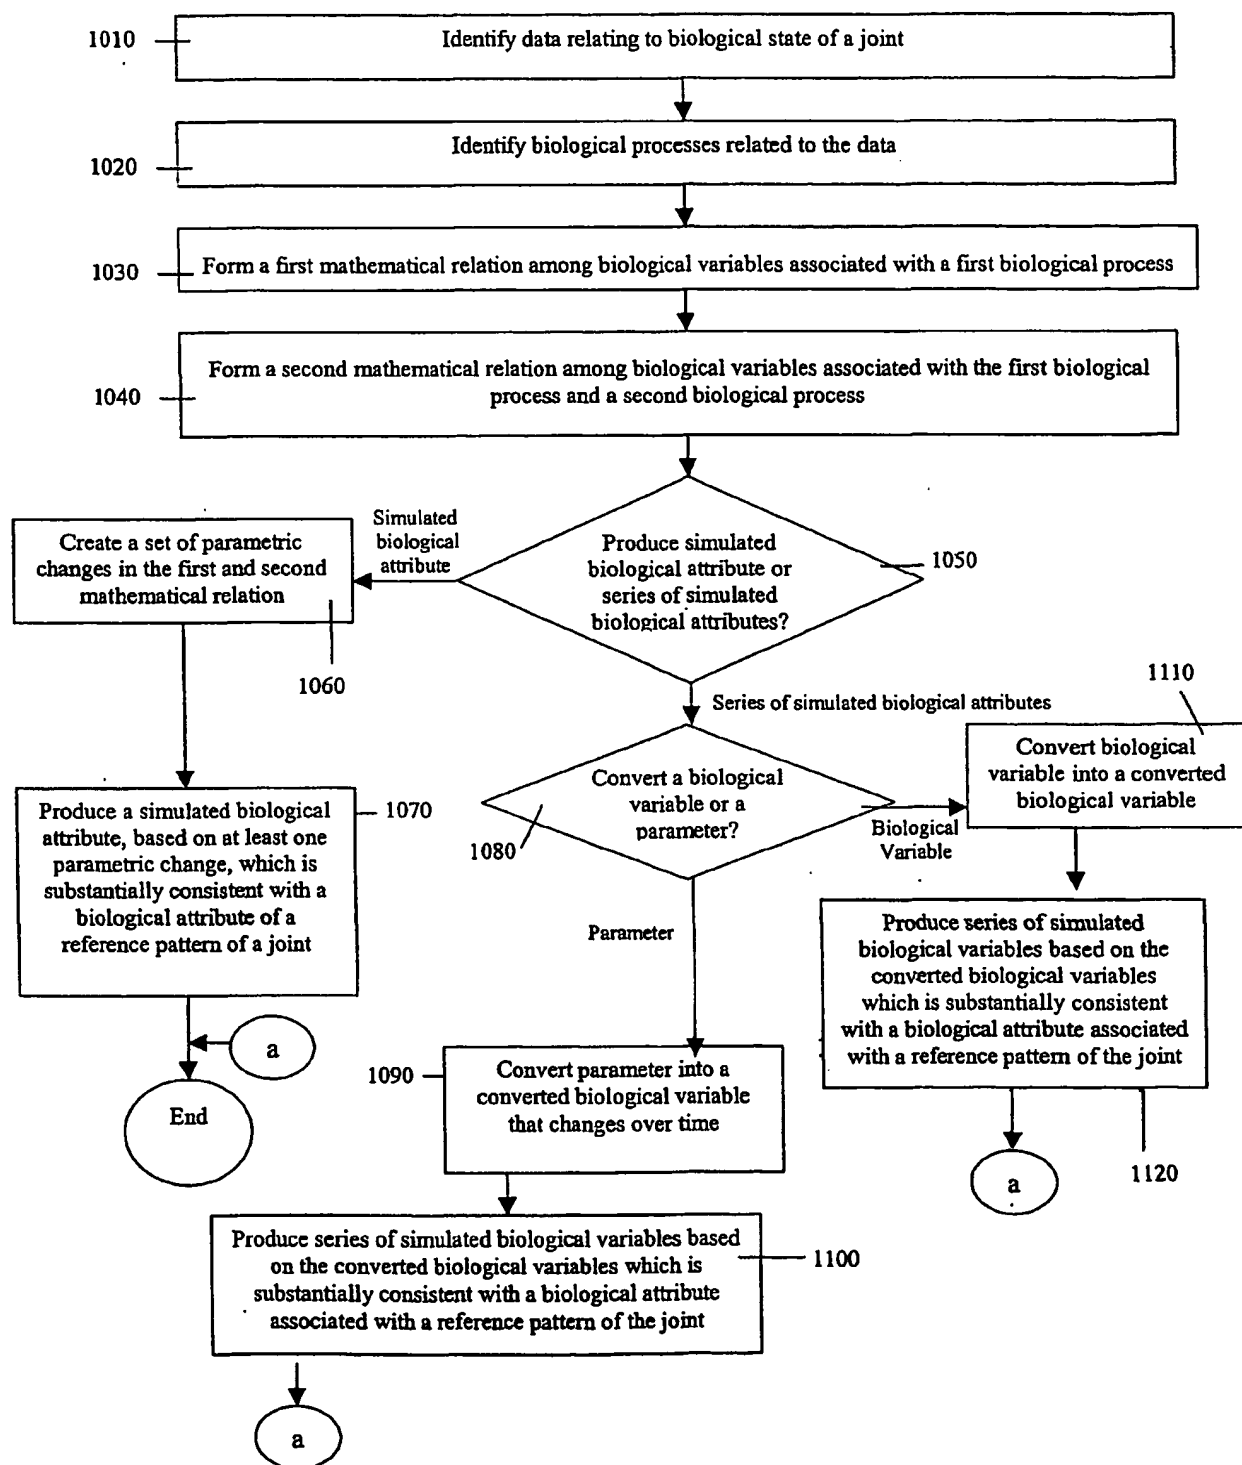 1010
Identify data relating to biological state of a joint
1020
Identify biological processes related to the data
1030
Form a first mathematical relation among biological variables associated with a first biological process
1040
Form a second mathematical relation among biological variables associated with the first biological
process and a second biological process
Produce simulated
biological attribute or
series of simulated
biological attributes?
1050
Simulated
biological
attribute
Create a set of parametric
changes in the first and second
mathematical relation
1060
Produce a simulated biological
attribute, based on at least one
parametric change, which is
substantially consistent with a
biological attribute of a
reference pattern of a joint
1070
a
End
Series of simulated biological attributes
Convert a biological
variable or a
parameter?
1080
Biological
Variable
1110
Convert biological
variable into a converted
biological variable
Produce series of simulated
biological variables based on the
converted biological variables
which is substantially consistent
with a biological attribute associated
with a reference pattern of the joint
1120
a
Parameter
1090
Convert parameter into a
converted biological variable
that changes over time
Produce series of simulated biological variables based
on the converted biological variables which is
substantially consistent with a biological attribute
associated with a reference pattern of the joint
1100
a